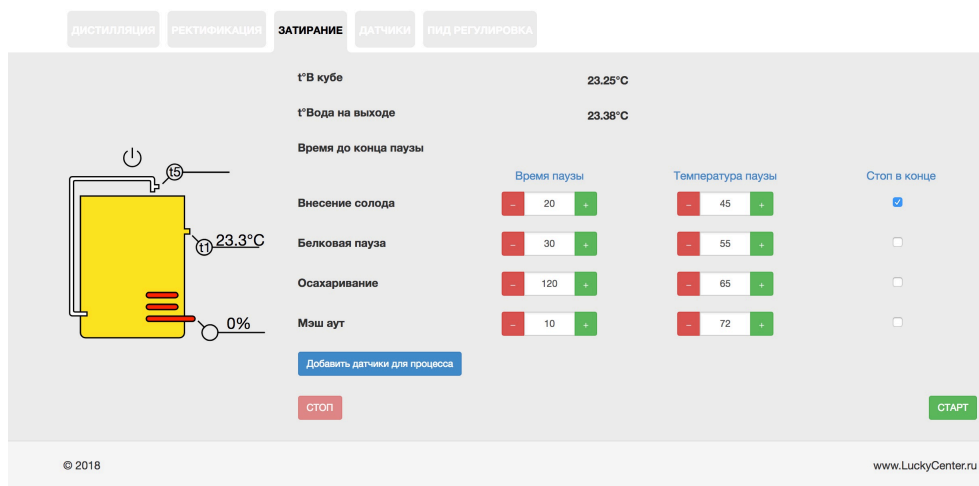 ДИСТИЛЛЯЦИЯ РЕКТИФИКАЦИЯ ЗАТИРАНИЕ ДАТЧИКИ ПИД РЕГУЛИРОВКА
t°В кубе 23.25°C
t°Вода на выходе 23.38°C
Время до конца паузы
t5
Время паузы Температура паузы Стоп в конце
Внесение солода - 20 + - 45 +
t1 23.3°C
Белковая пауза - 30 + - 55 +
Осахаривание - 120 + - 65 +
0%
Мэш аут - 10 + - 72 +
Добавить датчики для процесса
СТОП СТАРТ
© 2018 www.LuckyCenter.ru